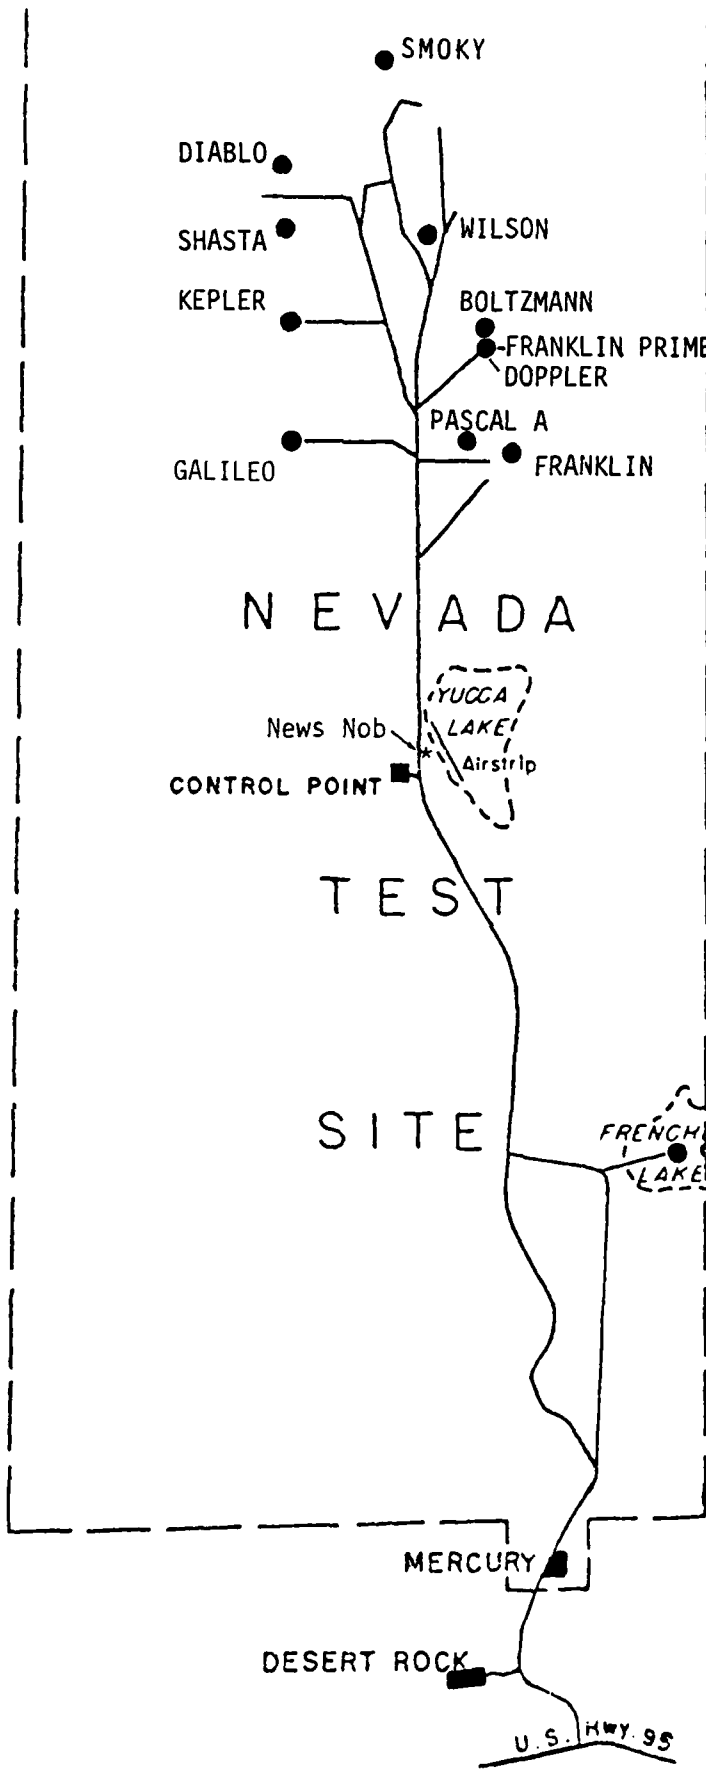 SMOKY
DIABLO
SHASTA
WILSON
KEPLER
BOLTZMANN
FRANKLIN PRIME
DOPPLER
PASCAL A
GALILEO
FRANKLIN
NEVADA
YUCCA
LAKE
News Nob
*
Airstrip
CONTROL POINT
TEST
SITE
FRENCH
LAKE
MERCURY
DESERT ROCK
U.S. HWY. 95